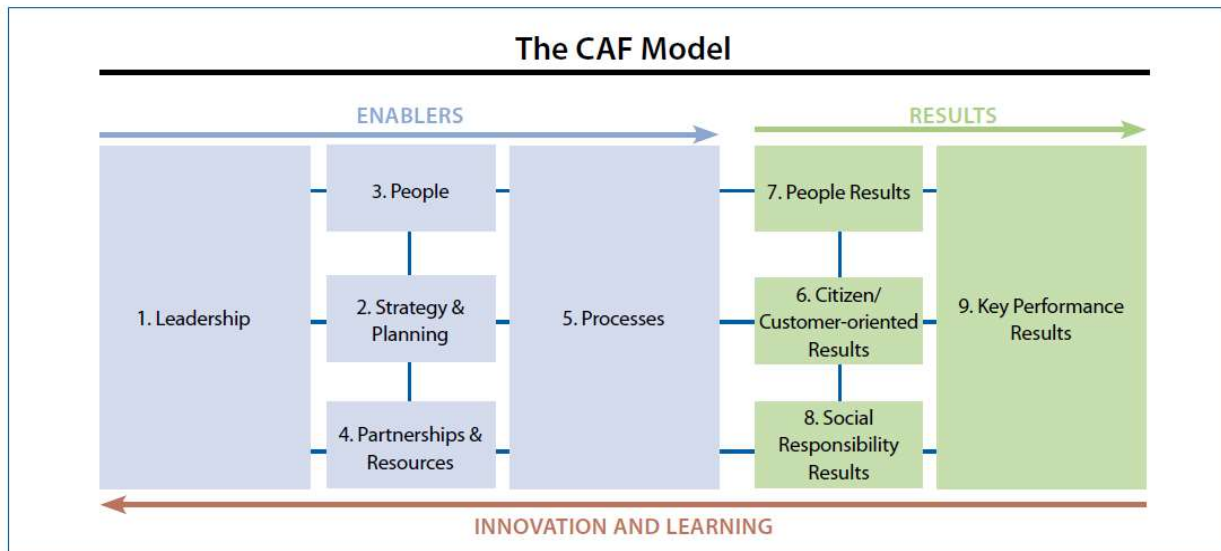 The CAF Model
ENABLERS
RESULTS
1. Leadership
3. People
2. Strategy &
Planning
4. Partnerships &
Resources
5. Processes
7. People Results
6. Citizen/
Customer-oriented
Results
8. Social
Responsibility
Results
9. Key Performance
Results
INNOVATION AND LEARNING